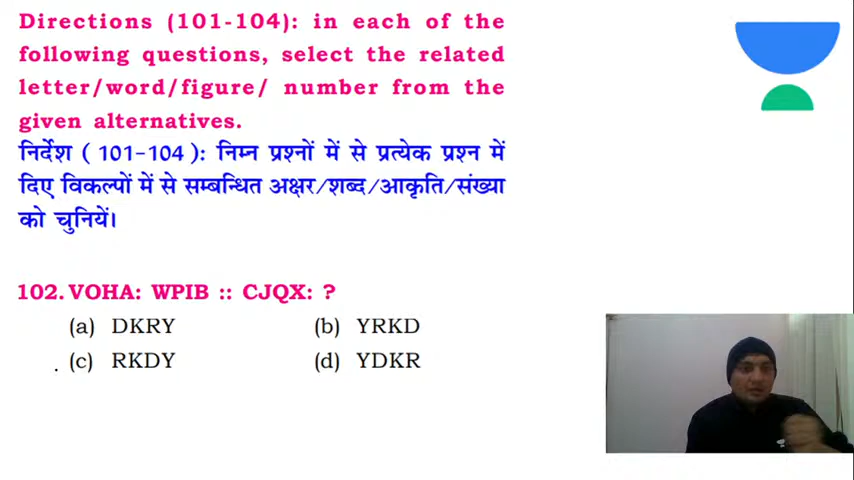 Directions (101-104): in each of the
following questions, select the related
letter/word/figure/ number from the
given alternatives.
निर्देश ( 101-104 ): निम्न प्रश्नों में से प्रत्येक प्रश्न में
दिए विकल्पों में से सम्बन्धित अक्षर/शब्द/आकृति/संख्या
को चुनियें।
102. VOHA: WPIB :: CJQX: ?
(a) DKRY (b) YRKD
(c) RKDY (d) YDKR